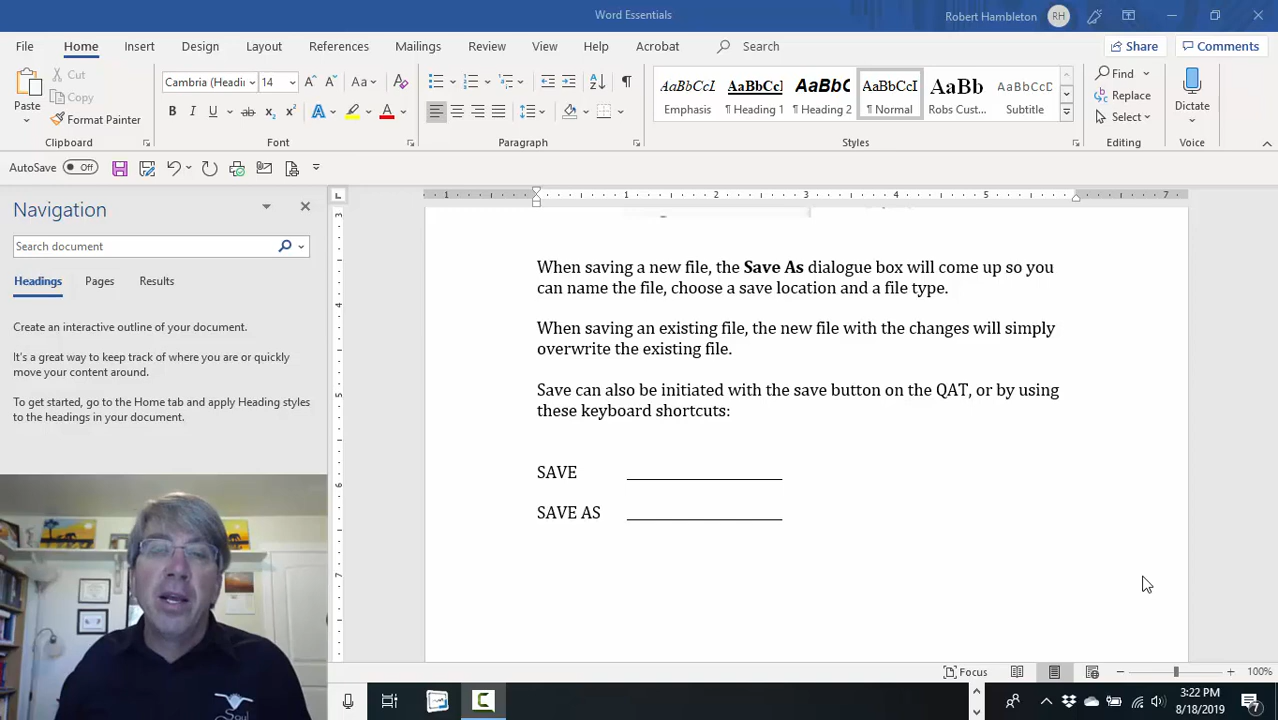 Word Essentials
Robert Hambleton
RH
File
Home
Insert
Design
Layout
References
Mailings
Review
View
Help
Acrobat
Search
Share
Comments
Paste
Cut
Copy
Format Painter
Clipboard
Cambria (Headi
14
Font
Paragraph
AaBbCcI
Emphasis
AaBbCc
¶ Heading 1
AaBbC
¶ Heading 2
AaBbCcI
¶ Normal
AaBb
Robs Cust...
AaBbCcD
Subtitle
Styles
Find
Replace
Select
Editing
Dictate
Voice
AutoSave
Off
Navigation
Search document
Headings
Pages
Results
Create an interactive outline of your document.
It's a great way to keep track of where you are or quickly
move your content around.
To get started, go to the Home tab and apply Heading styles
to the headings in your document.
When saving a new file, the Save As dialogue box will come up so you
can name the file, choose a save location and a file type.
When saving an existing file, the new file with the changes will simply
overwrite the existing file.
Save can also be initiated with the save button on the QAT, or by using
these keyboard shortcuts:
SAVE
SAVE AS
Focus
100%
3:22 PM
8/18/2019
7